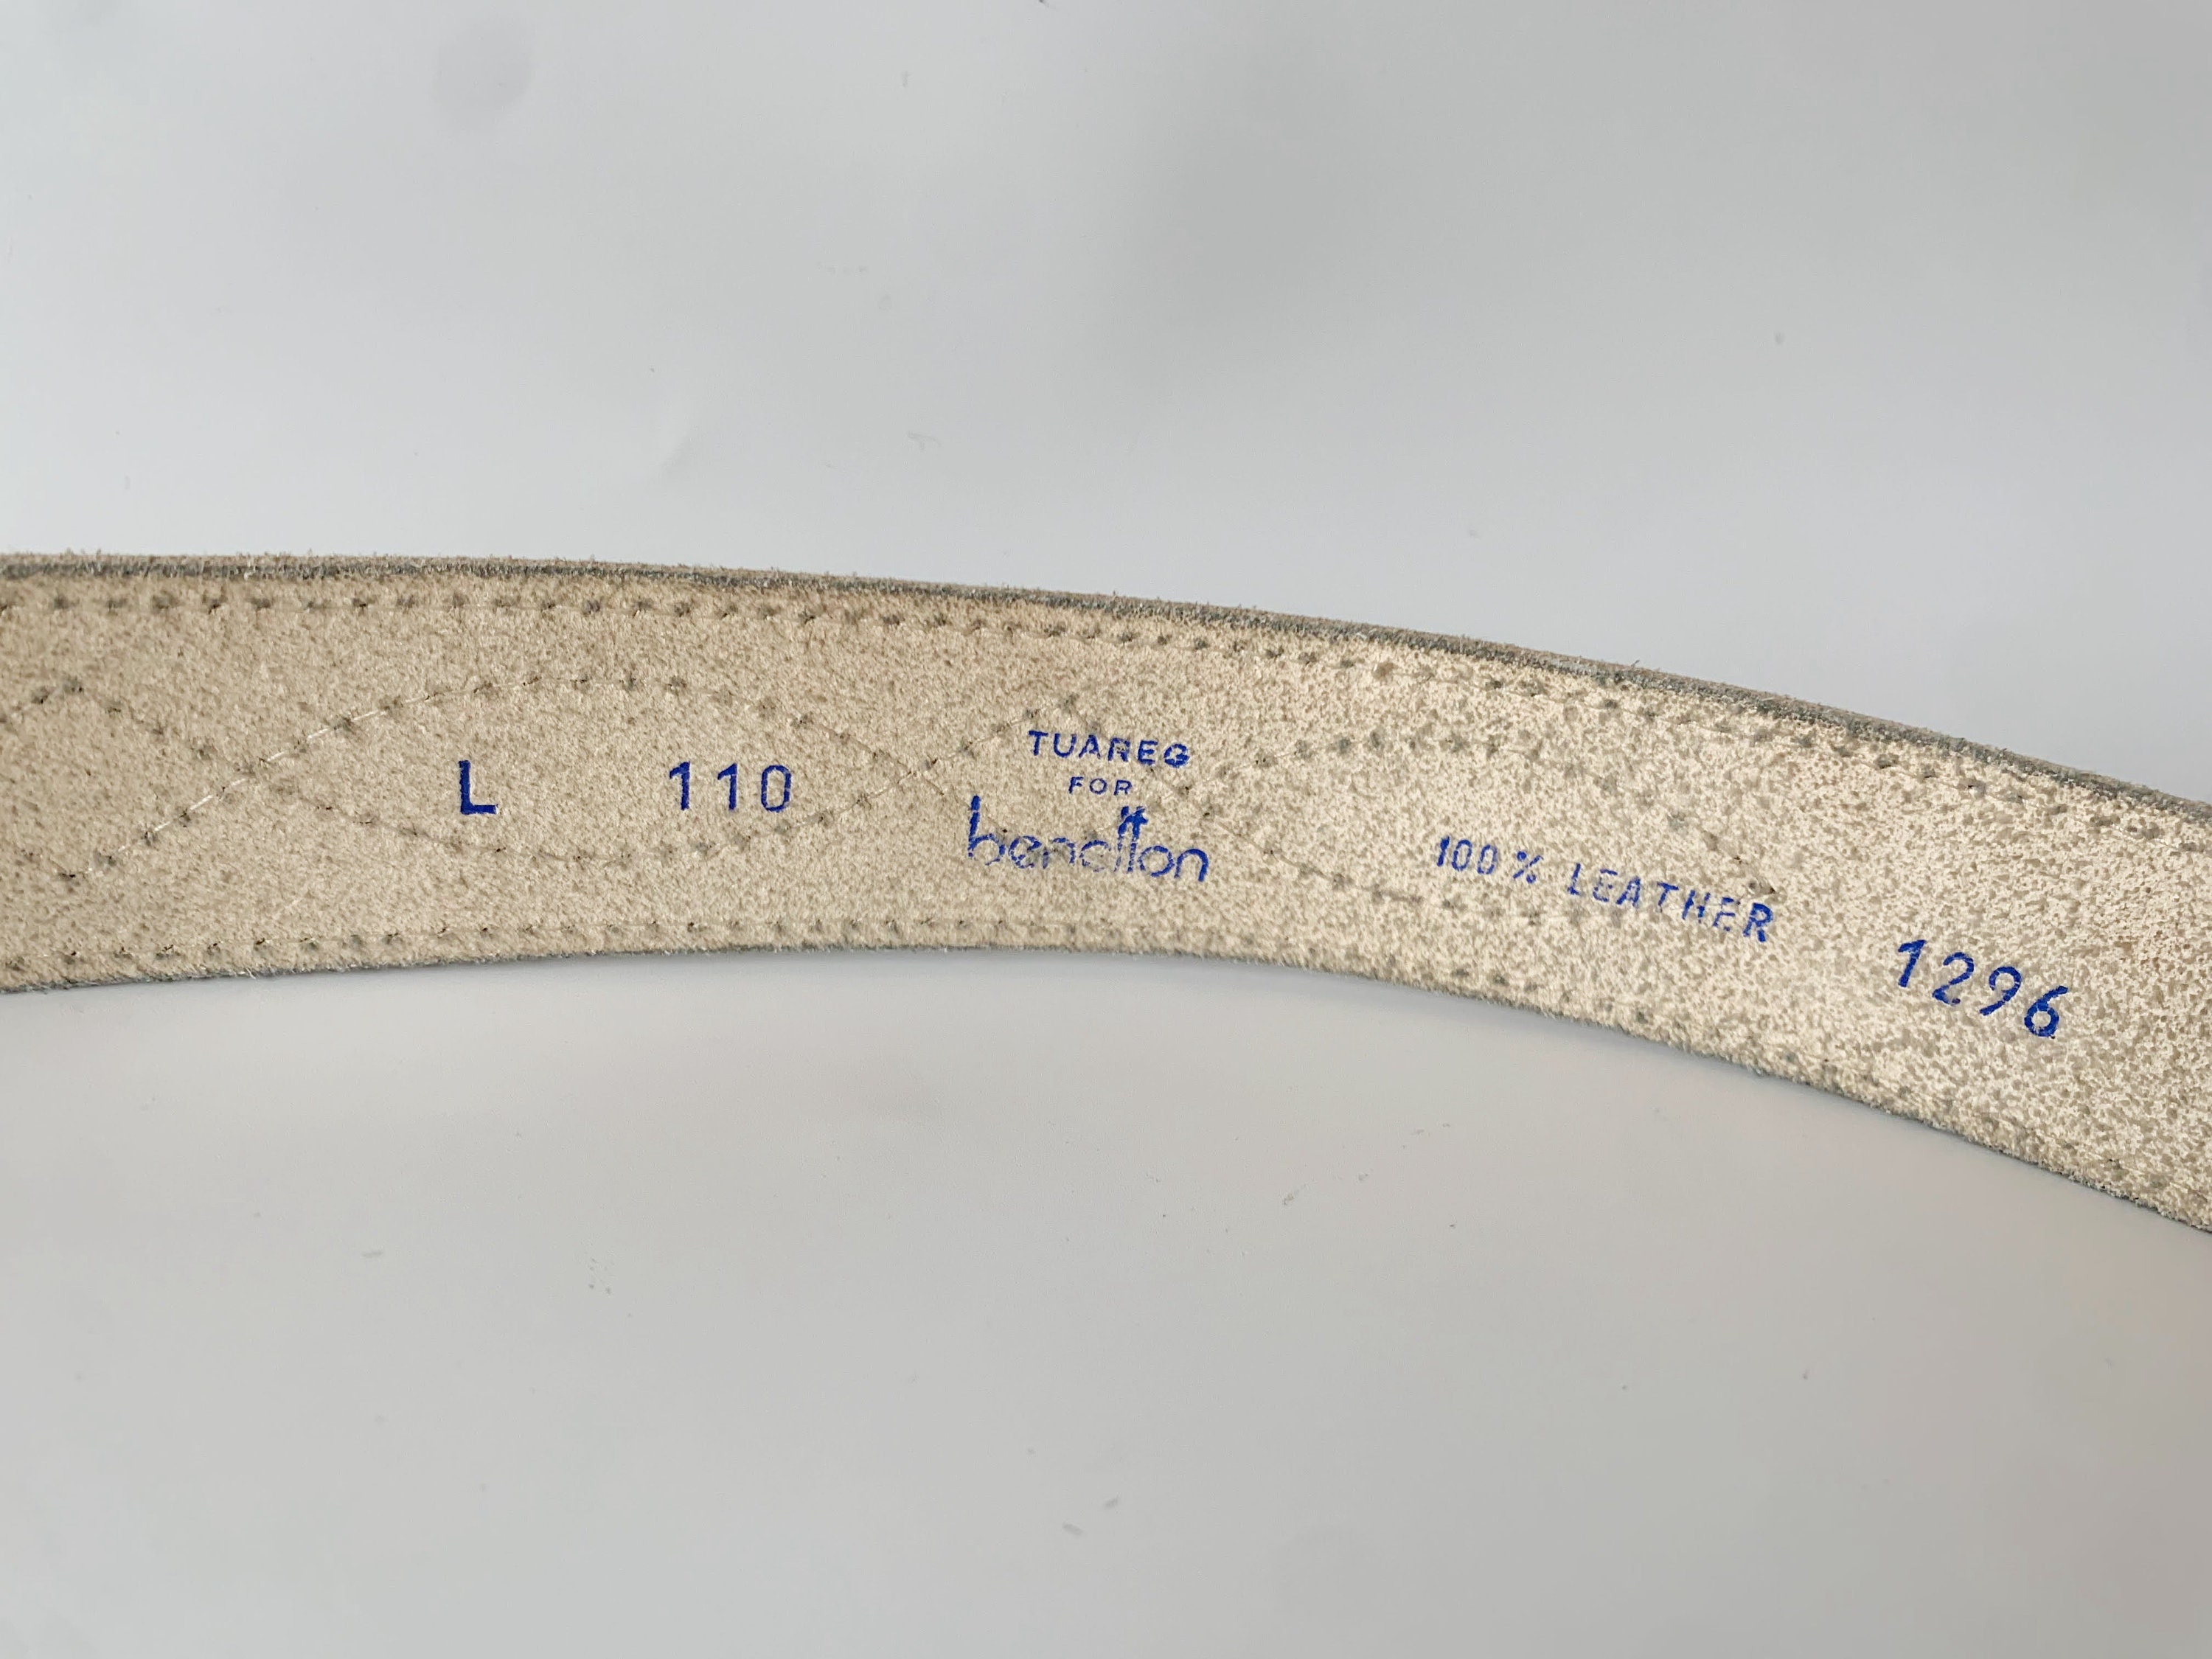 L 110
TUAREG
FOR
benetton
100% LEATHER
1296